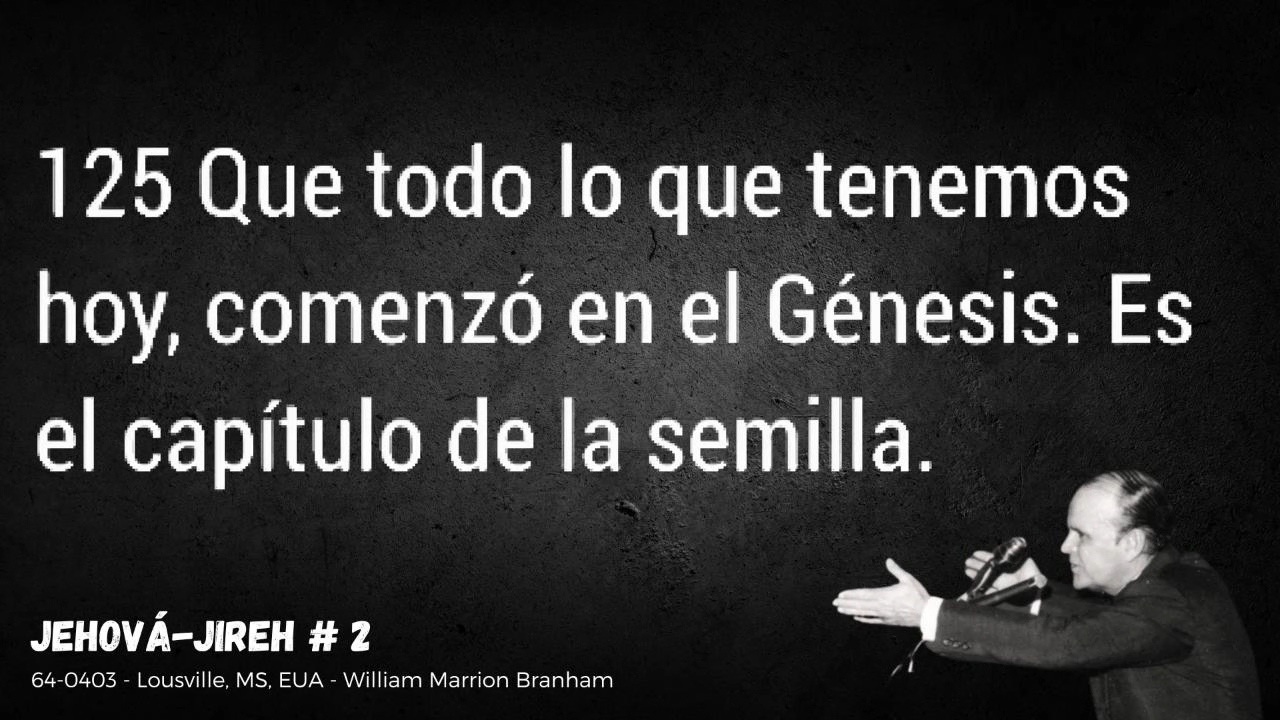 125 Que todo lo que tenemos
hoy, comenzó en el Génesis. Es
el capítulo de la semilla.
JEHOVÁ-JIREH # 2
64-0403 - Lousville, MS, EUA - William Marrion Branham